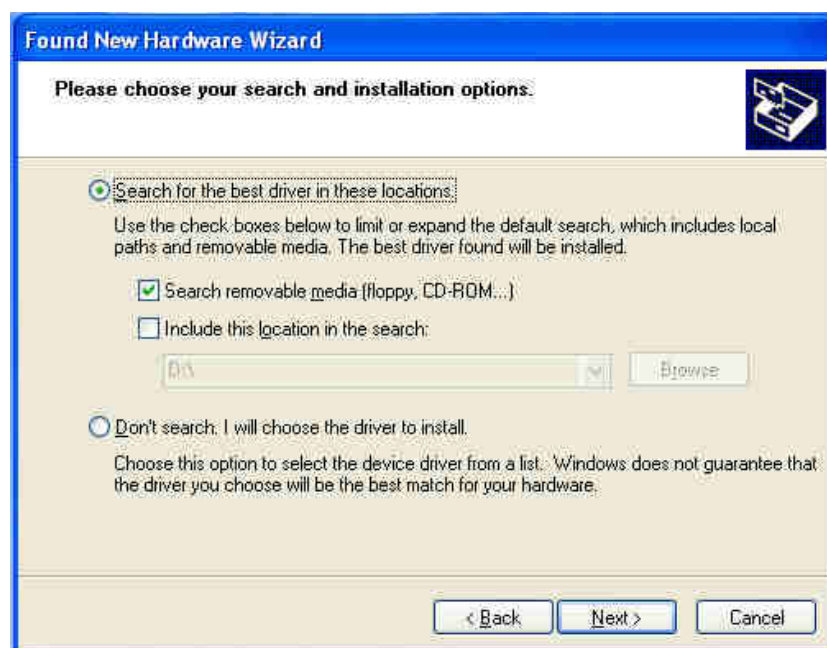 Found New Hardware Wizard
Please choose your search and installation options.
Search for the best driver in these locations.
Use the check boxes below to limit or expand the default search, which includes local
paths and removable media. The best driver found will be installed.
Search removable media (floppy, CD-ROM...)
Include this location in the search:
D:\
Browse
Don't search. I will choose the driver to install.
Choose this option to select the device driver from a list. Windows does not guarantee that
the driver you choose will be the best match for your hardware.
< Back Next > Cancel